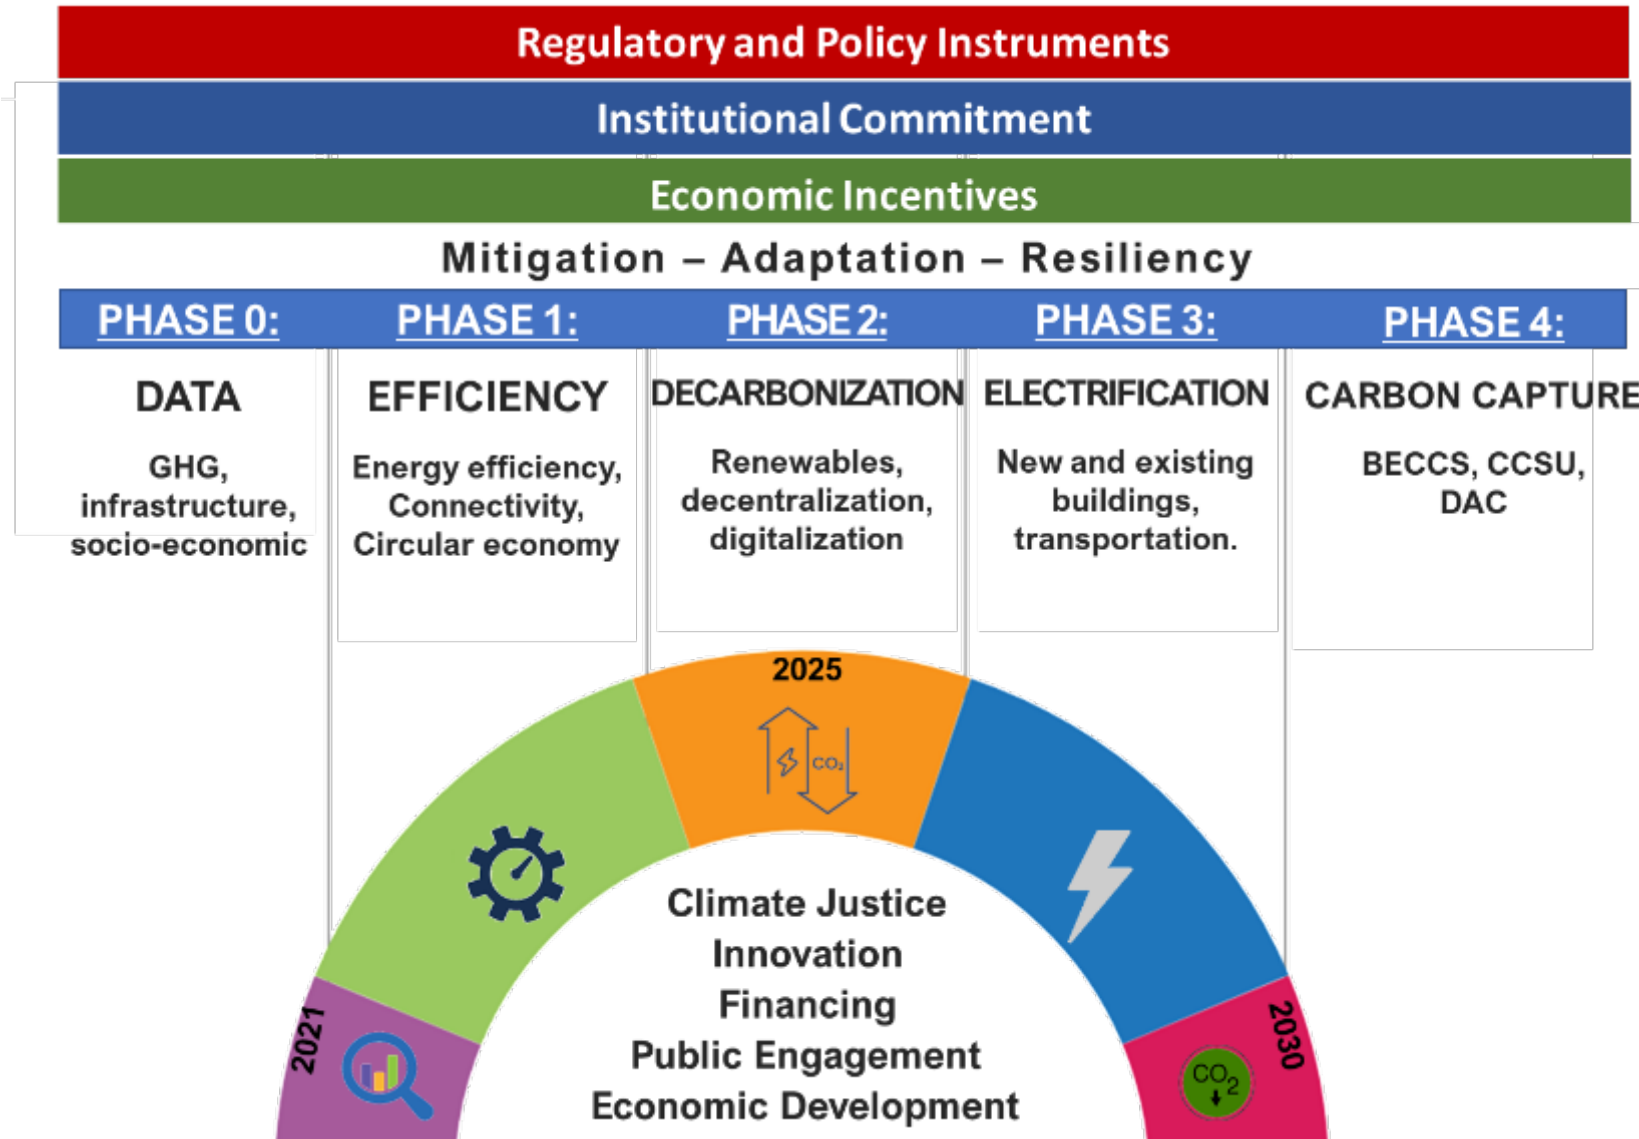 Regulatory and Policy Instruments
Institutional Commitment
Economic Incentives
Mitigation – Adaptation – Resiliency
PHASE 0:
DATA
GHG,
infrastructure,
socio-economic
PHASE 1:
EFFICIENCY
Energy efficiency,
Connectivity,
Circular economy
PHASE 2:
DECARBONIZATION
Renewables,
decentralization,
digitalization
PHASE 3:
ELECTRIFICATION
New and existing
buildings,
transportation.
PHASE 4:
CARBON CAPTURE
BECCS, CCSU,
DAC
2021
2025
CO₂
2030
CO₂
Climate Justice
Innovation
Financing
Public Engagement
Economic Development